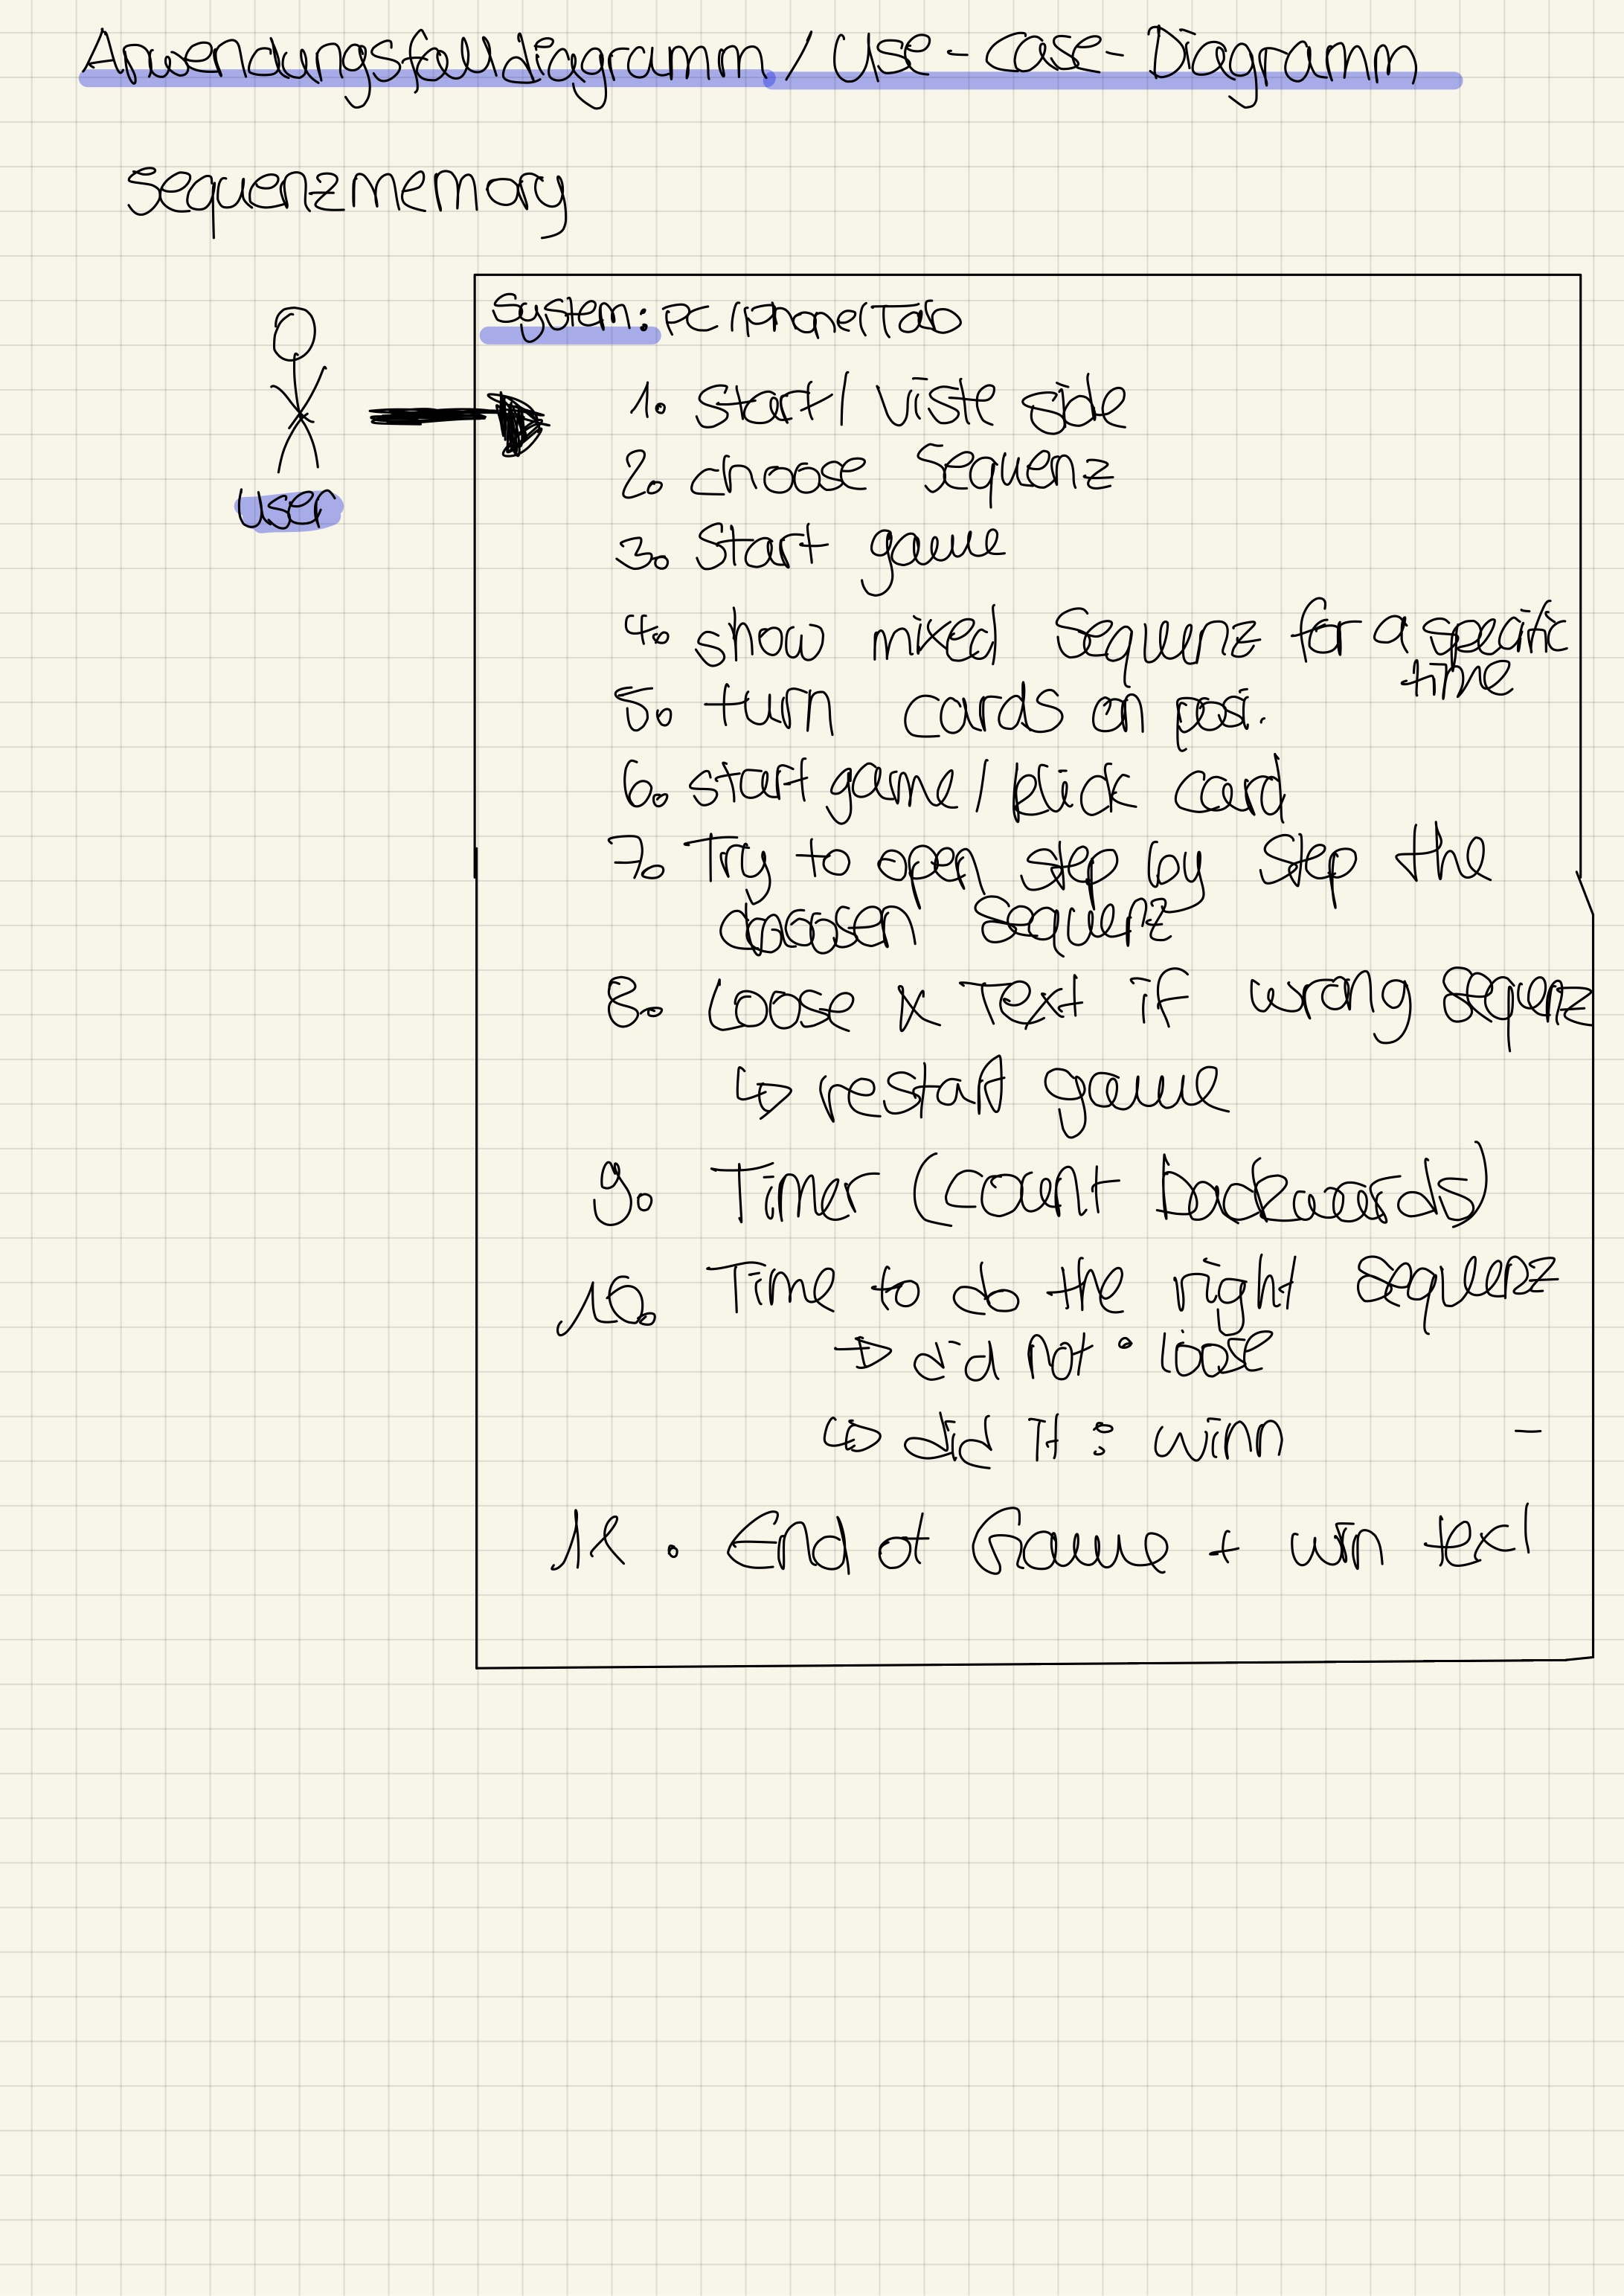 Anwendungsfalldiagramm / Use-Case-Diagramm
Sequenzmemory
System: PC/Phone/Tab
User
1. Start/ Viste side
2. choose Sequenz
3. Start game
4. show mixed Sequenz for a specific
time
5. turn cards on posi.
6. start game/ klick card
7. Try to open step by step the
choosen sequenz
8. Loose x Text if wrong sequenz
↳ restart game
9. Timer (count backwards)
10. Time to do the right sequenz
→ did not : loose
↳ did it : winn
11. End of Game + win text